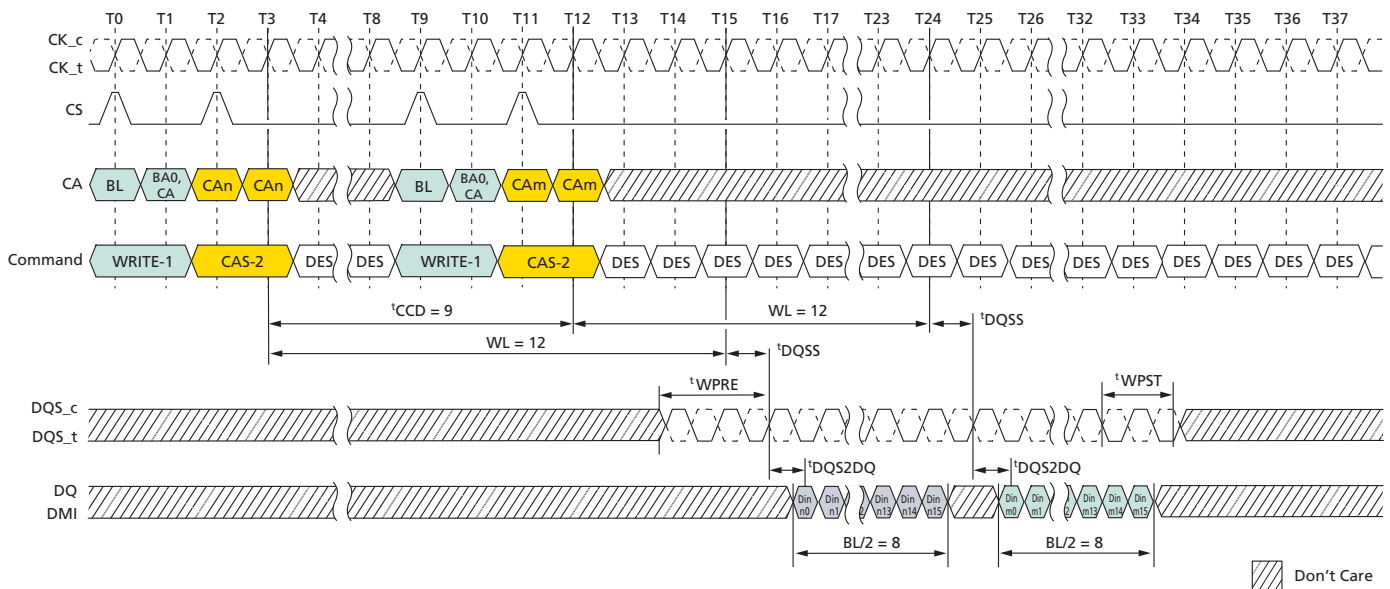 T0 T1 T2 T3 T4 T8 T9 T10 T11 T12 T13 T14 T15 T16 T17 T23 T24 T25 T26 T32 T33 T34 T35 T36 T37
CK_c
CK_t
CS
CA BL BA0, CA CAn CAn BL BA0, CA CAm CAm
Command WRITE-1 CAS-2 DES DES WRITE-1 CAS-2 DES DES DES DES DES DES DES DES DES DES DES DES DES DES DES
tCCD = 9 WL = 12 tDQSS
WL = 12 tDQSS
tWPRE tWPST
DQS_c
DQS_t
tDQS2DQ tDQS2DQ
DQ
DMI
Din n0 Din n1 2 Din n13 Din n14 Din n15 Din m0 Din m1 2 Din m13 Din m14 Din m15
BL/2 = 8 BL/2 = 8
Don't Care